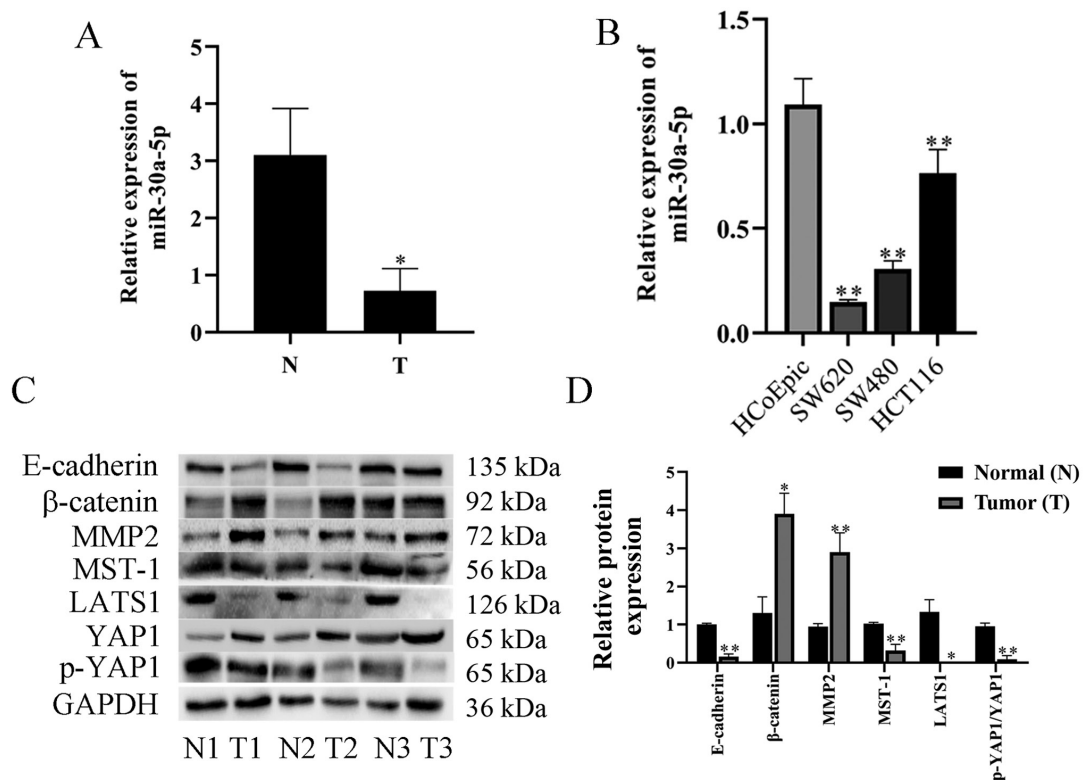 A
Relative expression of
miR-30a-5p
5
4
3
2
1
0
*
N
T
B
Relative expression of
miR-30a-5p
1.5
1.0
0.5
0.0
**
**
**
HCoEpic
SW620
SW480
HCT116
C
E-cadherin
135 kDa
β-catenin
92 kDa
MMP2
72 kDa
MST-1
56 kDa
LATS1
126 kDa
YAP1
65 kDa
p-YAP1
65 kDa
GAPDH
36 kDa
N1 T1 N2 T2 N3 T3
D
Relative protein
expression
5
4
3
2
1
0
Normal (N)
Tumor (T)
**
*
**
**
*
**
E-cadherin
β-catenin
MMP2
MST-1
LATS1
p-YAP1/YAP1